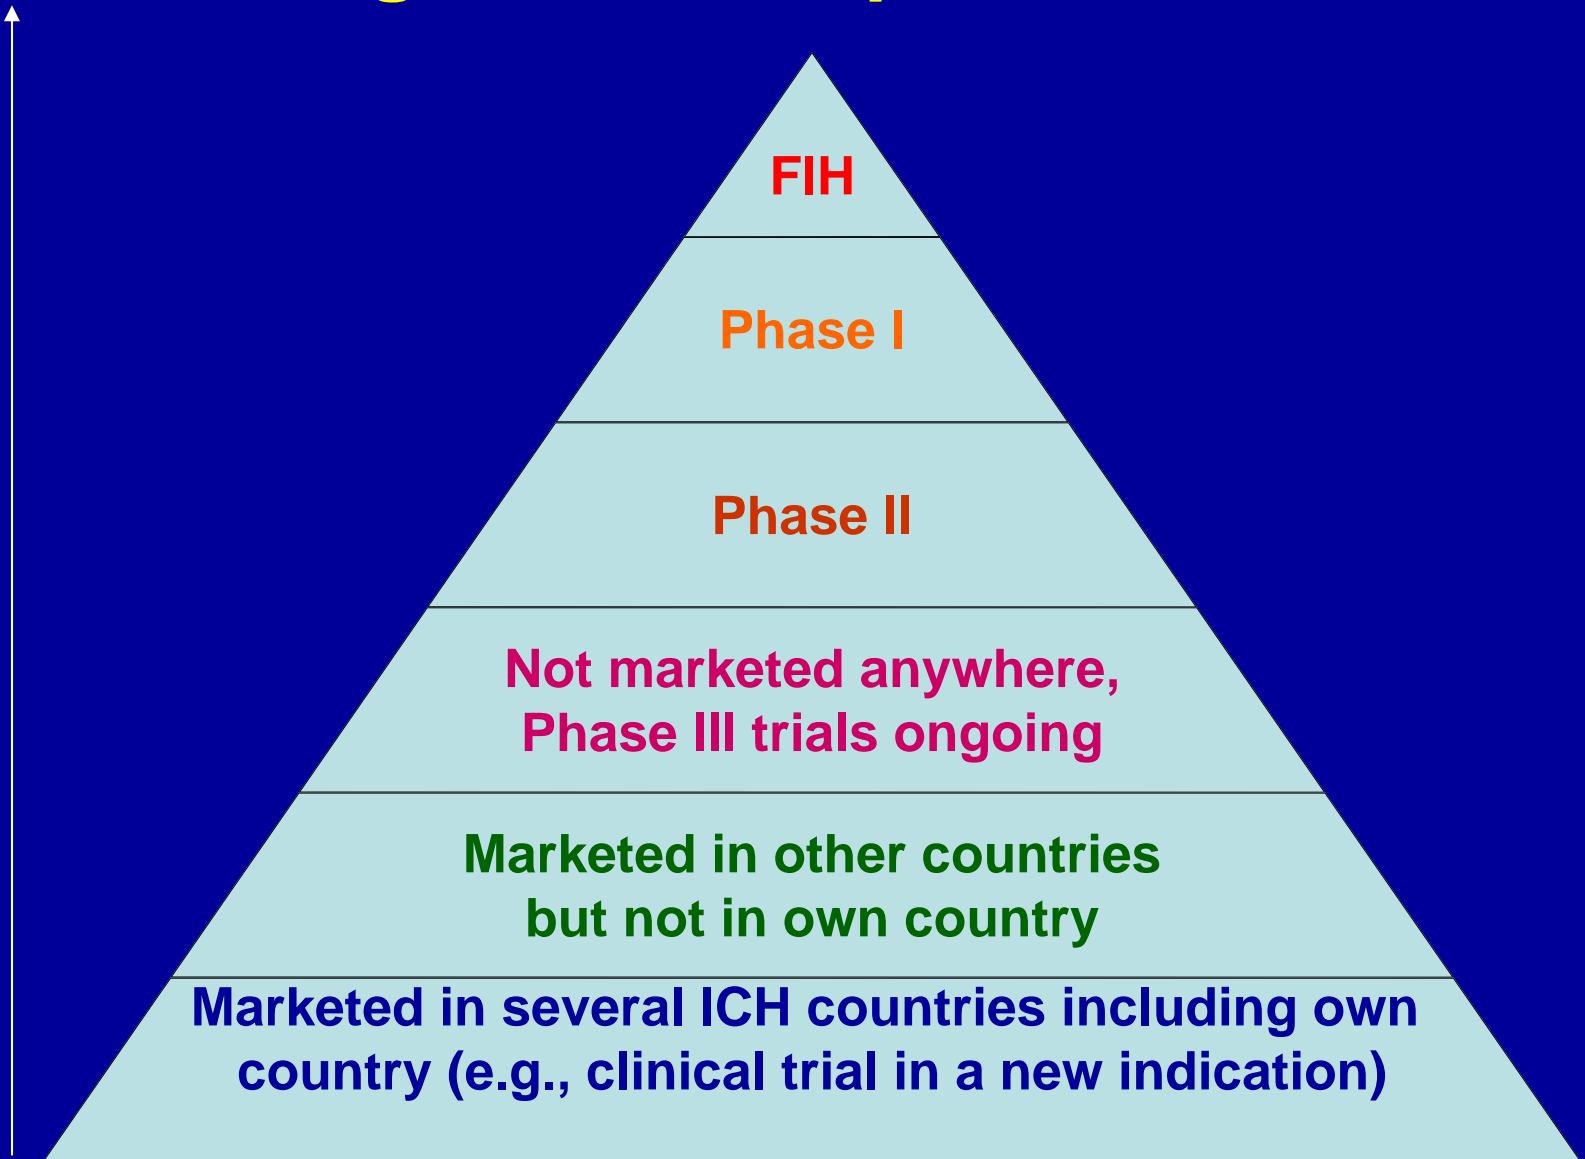 FIH
Phase I
Phase II
Not marketed anywhere,
Phase III trials ongoing
Marketed in other countries
but not in own country
Marketed in several ICH countries including own
country (e.g., clinical trial in a new indication)